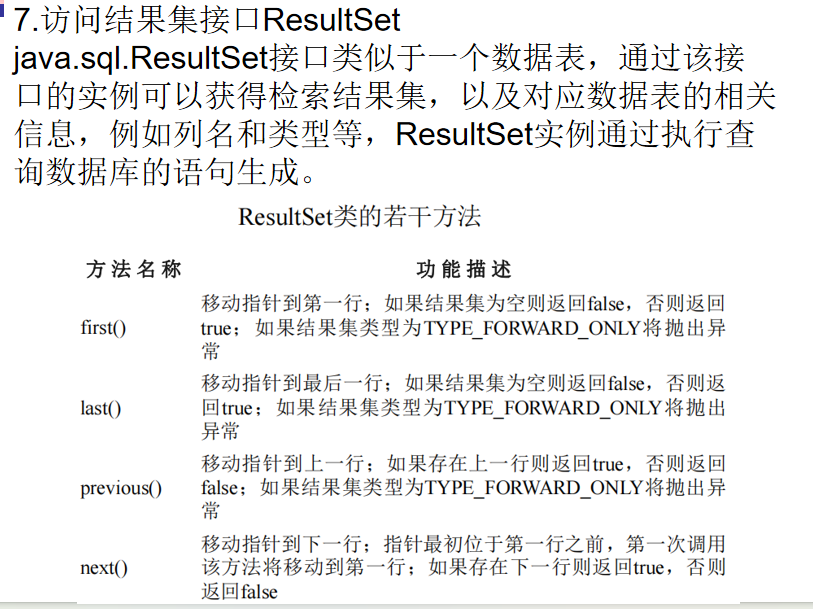 7.访问结果集接口ResultSet
java.sql.ResultSet接口类似于一个数据表，通过该接
口的实例可以获得检索结果集，以及对应数据表的相关
信息，例如列名和类型等，ResultSet实例通过执行查
询数据库的语句生成。
ResultSet类的若干方法
方法名称 功能描述
移动指针到第一行；如果结果集为空则返回false，否则返回
first() true；如果结果集类型为TYPE_FORWARD_ONLY将抛出异
常
移动指针到最后一行；如果结果集为空则返回false，否则返
last() 回true；如果结果集类型为TYPE_FORWARD_ONLY将抛出
异常
移动指针到上一行；如果存在上一行则返回true，否则返回
previous() false；如果结果集类型为TYPE_FORWARD_ONLY将抛出异
常
移动指针到下一行；指针最初位于第一行之前，第一次调用
next() 该方法将移动到第一行；如果存在下一行则返回true，否则
返回false